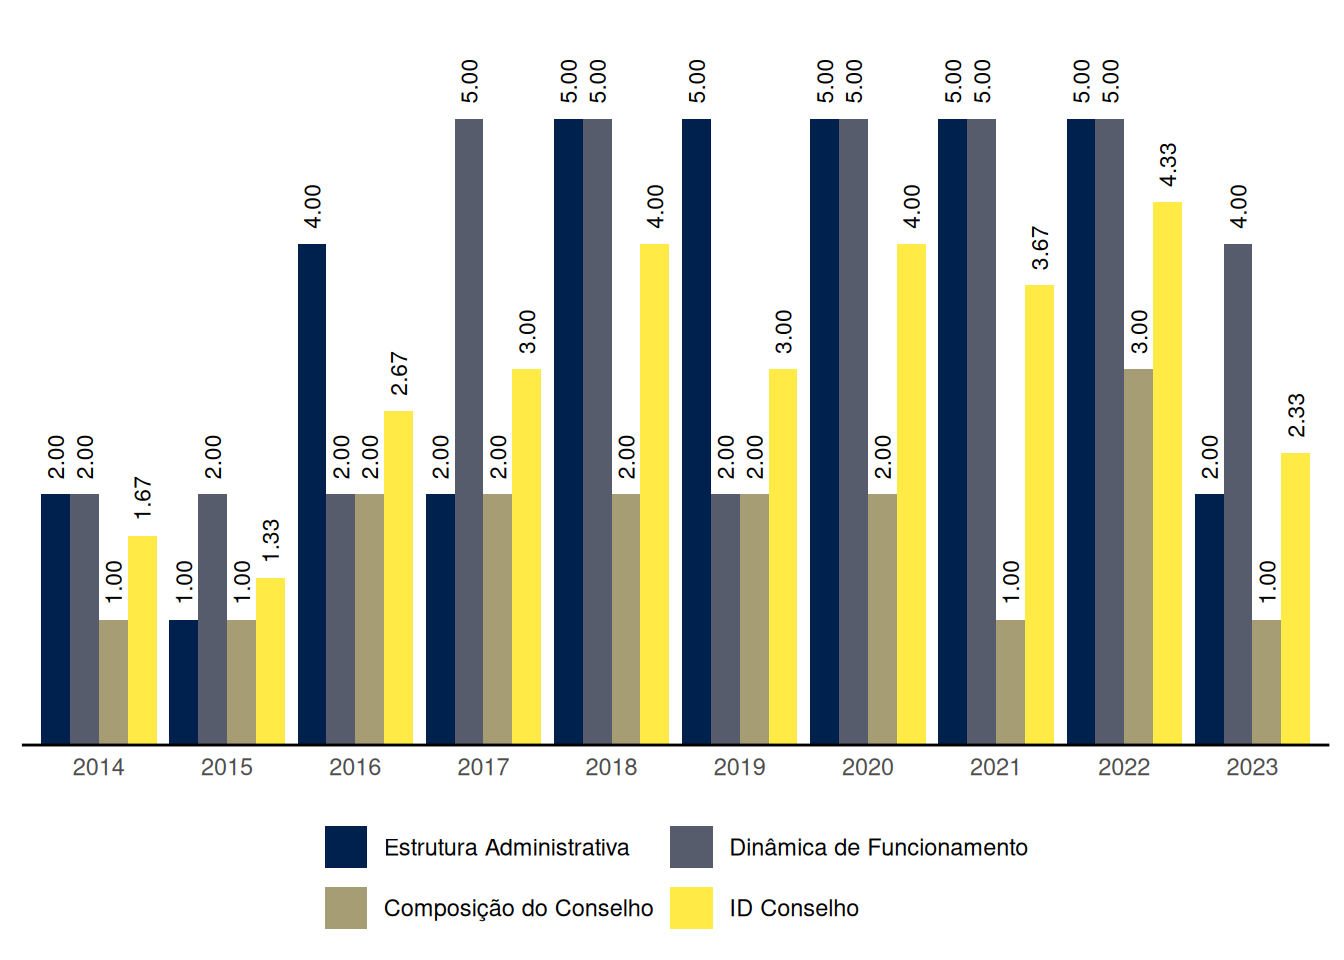 2.00 2.00 1.00 1.67
1.00 2.00 1.00 1.33
4.00 2.00 2.00 2.67
2.00 5.00 2.00 3.00
5.00 5.00 2.00 4.00
5.00 2.00 2.00 3.00
5.00 5.00 2.00 4.00
5.00 5.00 1.00 3.67
5.00 5.00 3.00 4.33
2.00 4.00 1.00 2.33
2014 2015 2016 2017 2018 2019 2020 2021 2022 2023
Estrutura Administrativa Dinâmica de Funcionamento
Composição do Conselho ID Conselho